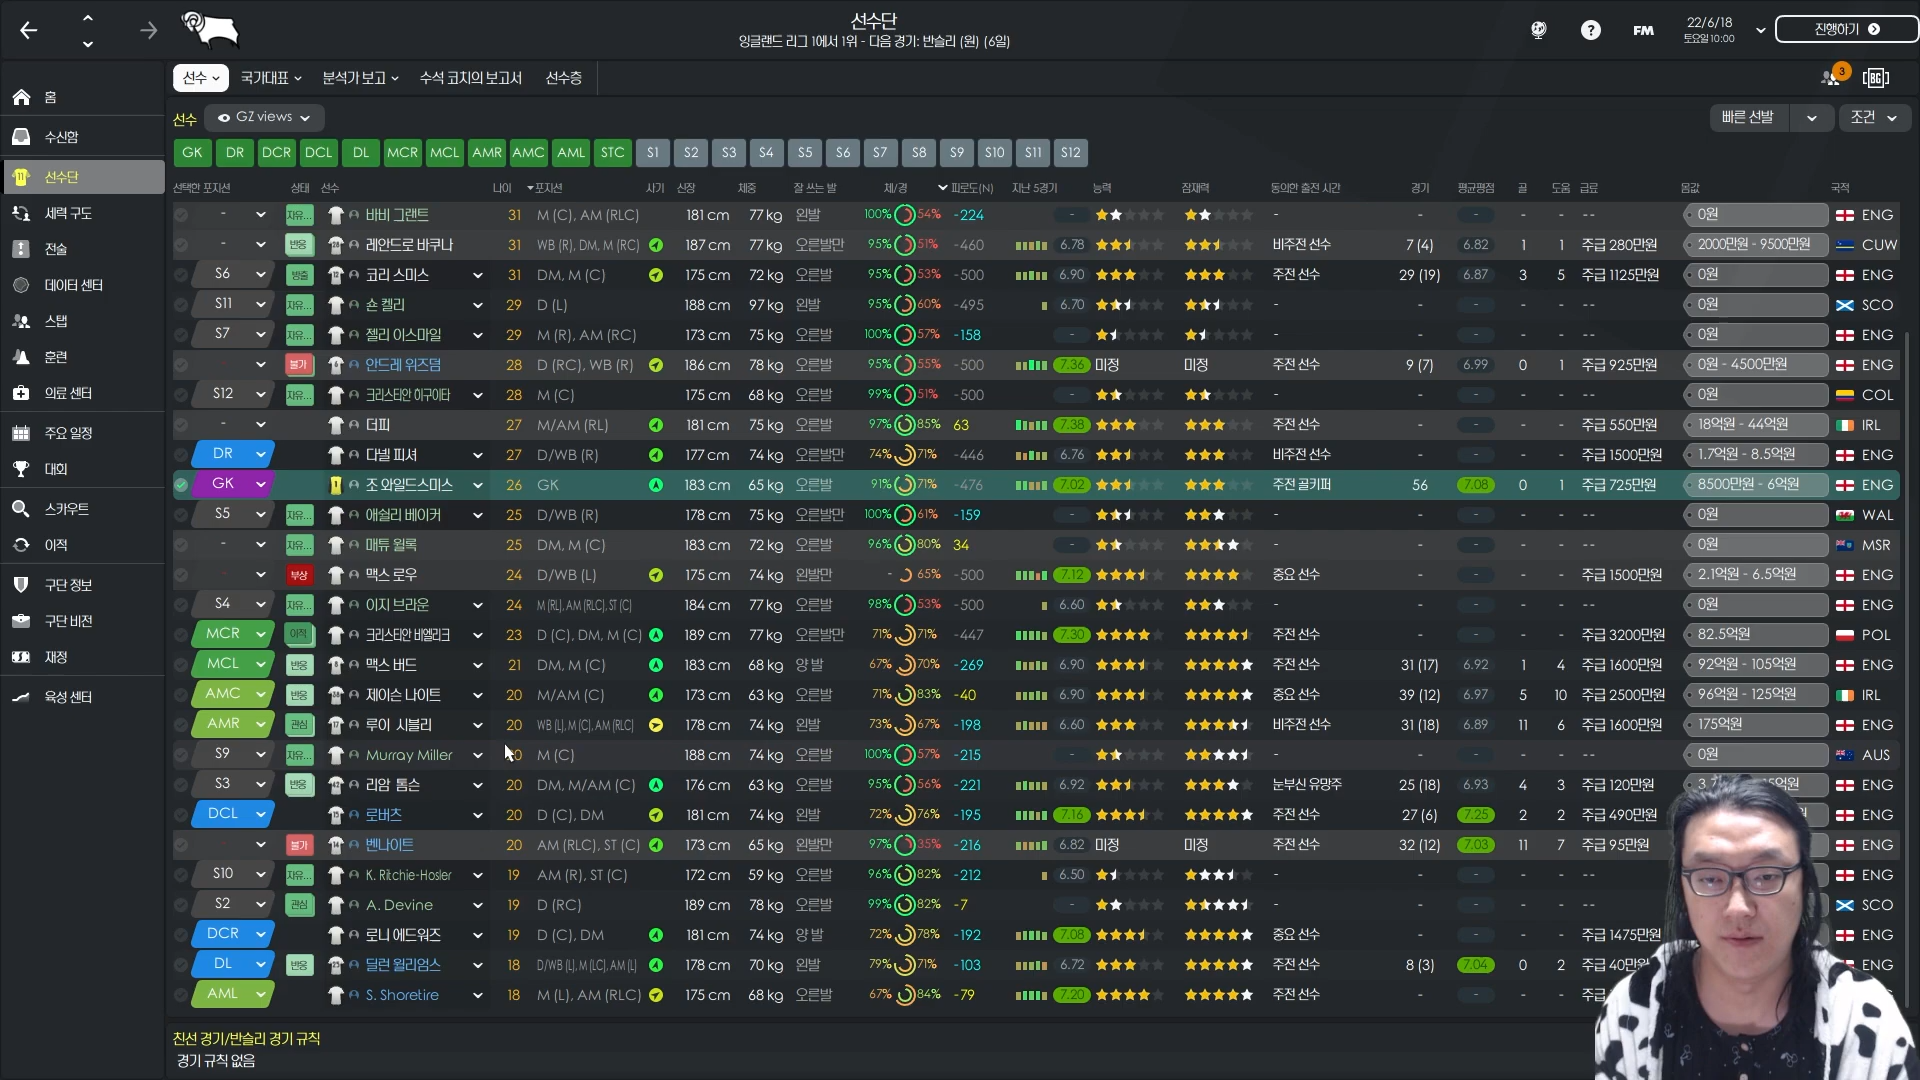 선수단
잉글랜드 리그 1에서 1위 - 다음 경기: 반슬리 (원) (6일)
FM
22/6/18
토요일 10:00
진행하기
홈
수신함
선수단
세력 구도
전술
데이터 센터
스탭
훈련
의료 센터
주요 일정
대회
스카우트
이적
구단 정보
구단 비전
재정
육성 센터
선수 국가대표 분석가 보고 수석 코치의 보고서 선수층
3
선수 GZ views 빠른 선발 조건
GK DR DCR DCL DL MCR MCL AMR AMC AML STC S1 S2 S3 S4 S5 S6 S7 S8 S9 S10 S11 S12
선택한 포지션 상태 선수 나이 포지션 사기 신장 체중 잘 쓰는 발 체/경 피로도(N) 지난 5경기 능력 잠재력 동의안 출전 시간 경기 평균평점 골 도움 급료 몸값 국적
- 자유... 바비 그랜트 31 M (C), AM (RLC) 181 cm 77 kg 왼발 100% 54% -224 - - - - - - -- 0원 ENG
- 반응 레안드로 바쿠나 31 WB (R), DM, M (RC) 187 cm 77 kg 오른발만 95% 51% -460 6.78 비주전 선수 7 (4) 6.82 1 1 주급 280만원 2000만원 - 9500만원 CUW
S6 방출 코리 스미스 31 DM, M (C) 175 cm 72 kg 오른발 95% 53% -500 6.90 주전 선수 29 (19) 6.87 3 5 주급 1125만원 0원 ENG
S11 자유... 숀 켈리 29 D (L) 188 cm 97 kg 왼발 95% 60% -495 6.70 - - - - - -- 0원 SCO
S7 자유... 젤리 이스마일 29 M (R), AM (RC) 173 cm 75 kg 오른발 100% 57% -158 - - - - - - -- 0원 ENG
불가 안드레 위즈덤 28 D (RC), WB (R) 186 cm 78 kg 오른발 95% 55% -500 7.36 미정 미정 주전 선수 9 (7) 6.99 0 1 주급 925만원 0원 - 4500만원 ENG
S12 자유... 크리스티안 히구이타 28 M (C) 175 cm 68 kg 오른발 99% 51% -500 - - - - - - -- 0원 COL
- 더피 27 M/AM (RL) 181 cm 75 kg 오른발 97% 85% 63 7.38 - - - - - 주급 550만원 18억원 - 44억원 IRL
DR 다넬 피셔 27 D/WB (R) 177 cm 74 kg 오른발만 74% 71% -446 6.76 비주전 선수 - - - - 주급 1500만원 1.7억원 - 8.5억원 ENG
GK 조 와일드스미스 26 GK 183 cm 65 kg 오른발 91% 71% -476 7.02 주전 골키퍼 56 7.08 0 1 주급 725만원 8500만원 - 6억원 ENG
S5 자유... 애쉴리 베이커 25 D/WB (R) 178 cm 75 kg 오른발만 100% 61% -159 - - - - - - -- 0원 WAL
- 자유... 매튜 윌록 25 DM, M (C) 183 cm 72 kg 오른발 96% 80% 34 - - - - - - -- 0원 MSR
부상 맥스 로우 24 D/WB (L) 175 cm 74 kg 왼발만 - 65% -500 7.12 중요 선수 - - - - 주급 1500만원 2.1억원 - 6.5억원 ENG
S4 자유... 이지 브라운 24 M (RL), AM (RLC), ST (C) 184 cm 77 kg 오른발 98% 53% -500 6.60 - - - - - -- 0원 ENG
MCR 이적 크리스티안 비엘리크 23 D (C), DM, M (C) 189 cm 77 kg 오른발만 71% 71% -447 7.30 주전 선수 - - - - 주급 3200만원 82.5억원 POL
MCL 반응 맥스 버드 21 DM, M (C) 183 cm 68 kg 양 발 67% 70% -269 6.90 주전 선수 31 (17) 6.92 1 4 주급 1600만원 92억원 - 105억원 ENG
AMC 반응 제이슨 나이트 20 M/AM (C) 173 cm 63 kg 오른발 71% 83% -40 6.90 중요 선수 39 (12) 6.97 5 10 주급 2500만원 96억원 - 125억원 IRL
AMR 관심 루이 시블리 20 WB (L), M (C), AM (RLC) 178 cm 74 kg 왼발 73% 67% -198 6.60 비주전 선수 31 (18) 6.89 11 6 주급 1600만원 175억원 ENG
S9 자유... Murray Miller M (C) 188 cm 74 kg 오른발 100% 57% -215 - - - - - - -- 0원 AUS
S3 반응 리암 톰슨 20 DM, M/AM (C) 176 cm 63 kg 오른발 95% 56% -221 6.92 눈부신 유망주 25 (18) 6.93 4 3 주급 120만원 ENG
DCL 로버츠 20 D (C), DM 181 cm 74 kg 오른발 72% 76% -195 7.16 주전 선수 27 (6) 7.25 2 2 주급 490만원 ENG
불가 벤나이트 20 AM (RLC), ST (C) 173 cm 65 kg 왼발만 97% 35% -216 6.82 미정 미정 주전 선수 32 (12) 7.03 11 7 주급 95만원 ENG
S10 자유... K. Ritchie-Hosler 19 AM (R), ST (C) 172 cm 59 kg 오른발 96% 82% -212 6.50 - - - - - -- ENG
S2 관심 A. Devine 19 D (RC) 189 cm 78 kg 오른발 99% 82% -7 - - - - - - -- SCO
DCR 로니 에드워즈 19 D (C), DM 181 cm 74 kg 양 발 72% 78% -192 7.08 중요 선수 - - - - 주급 1475만원 ENG
DL 반응 딜런 윌리엄스 18 D/WB (L), M (LC), AM (L) 178 cm 70 kg 왼발 79% 71% -103 6.72 주전 선수 8 (3) 7.04 0 2 주급 40만원 ENG
AML S. Shoretire 18 M (L), AM (RLC) 175 cm 68 kg 오른발 67% 84% -79 7.20 주전 선수 - - - - ENG
친선 경기/반슬리 경기 규칙
경기 규칙 없음